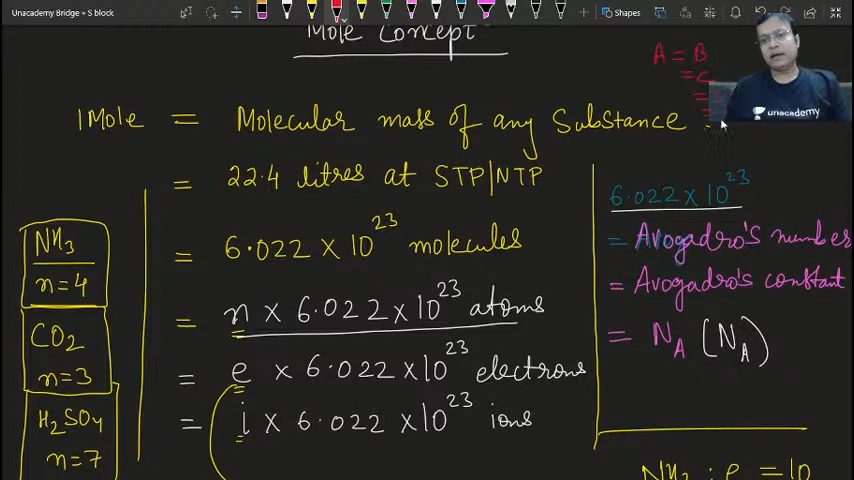 Unacademy Bridge + S block
Shapes
Mole Concept
A = B
= C
unacademy
1Mole = Molecular mass of any Substance
= 22.4 litres at STP|NTP
= 6.022 × 10²³ molecules
= n × 6.022 × 10²³ atoms
= e × 6.022 × 10²³ electrons
= i × 6.022 × 10²³ ions
NH₃
n = 4
CO₂
n = 3
H₂SO₄
n = 7
6.022 × 10²³
= Avogadro's number
= Avogadro's constant
= N_A (N_A)
: e = 10